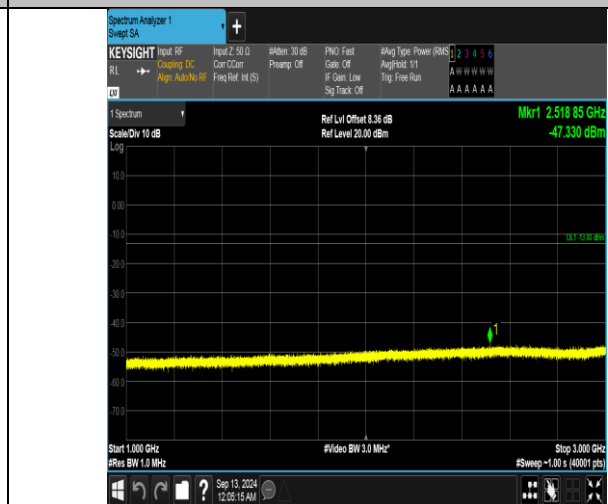 Spectrum Analyzer 1
Swept SA
+
KEYSIGHT
RL
Input: RF
Coupling: DC
Align: Auto/No RF
Input Z: 50 Ω
Corr CCorr
Freq Ref: Int (S)
#Atten: 30 dB
Preamp: Off
PNO: Fast
Gate: Off
IF Gain: Low
Sig Track: Off
#Avg Type: Power (RMS
Avg|Hold: 1/1
Trig: Free Run
1 2 3 4 5 6
A W W W W W
A A A A A A
1 Spectrum
Scale/Div 10 dB
Ref Lvl Offset 8.36 dB
Ref Level 20.00 dBm
Mkr1 2.518 85 GHz
-47.330 dBm
Log
10.0
0.00
-10.0
DL1 -13.00 dBm
-20.0
-30.0
-40.0
1
-50.0
-60.0
-70.0
Start 1.000 GHz
#Video BW 3.0 MHz*
Stop 3.000 GHz
#Res BW 1.0 MHz
#Sweep ~1.00 s (40001 pts)
?
Sep 13, 2024
12:05:15 AM